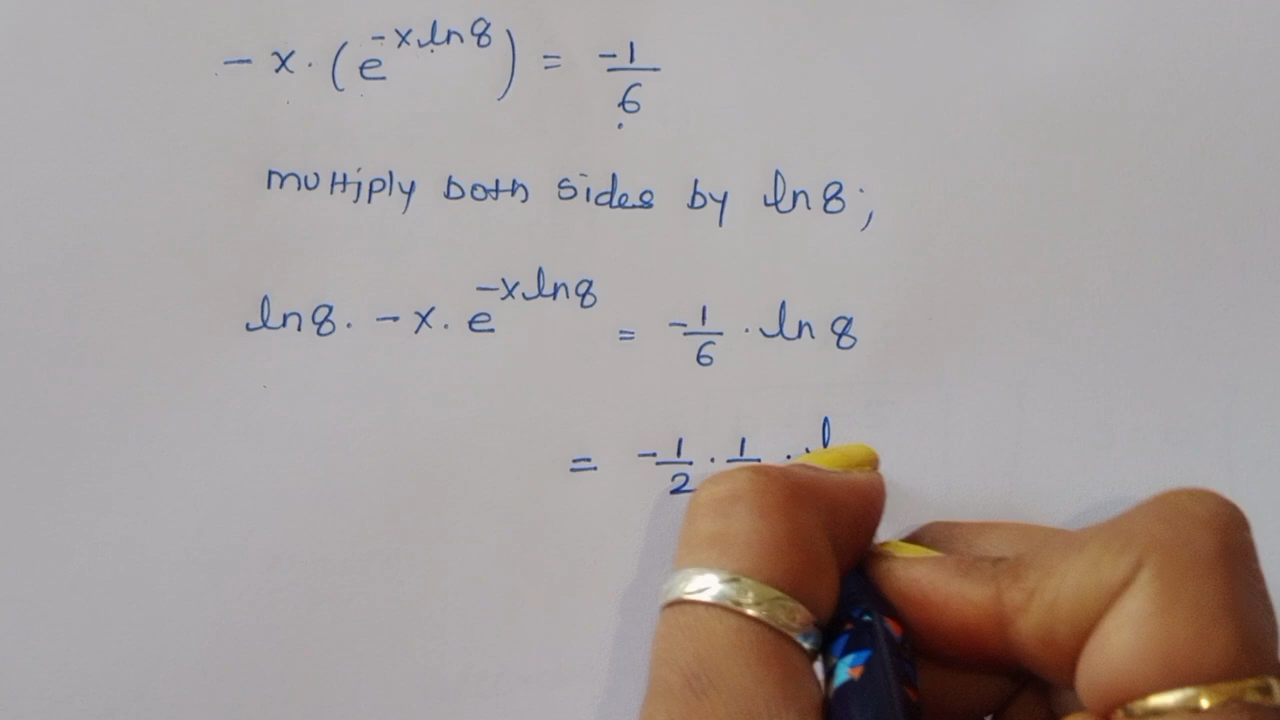 -x·(e^{-x ln8}) = -1/6
multiply both sides by ln8;
ln8·-x·e^{-x ln8} = -1/6·ln8
= -1/2·1